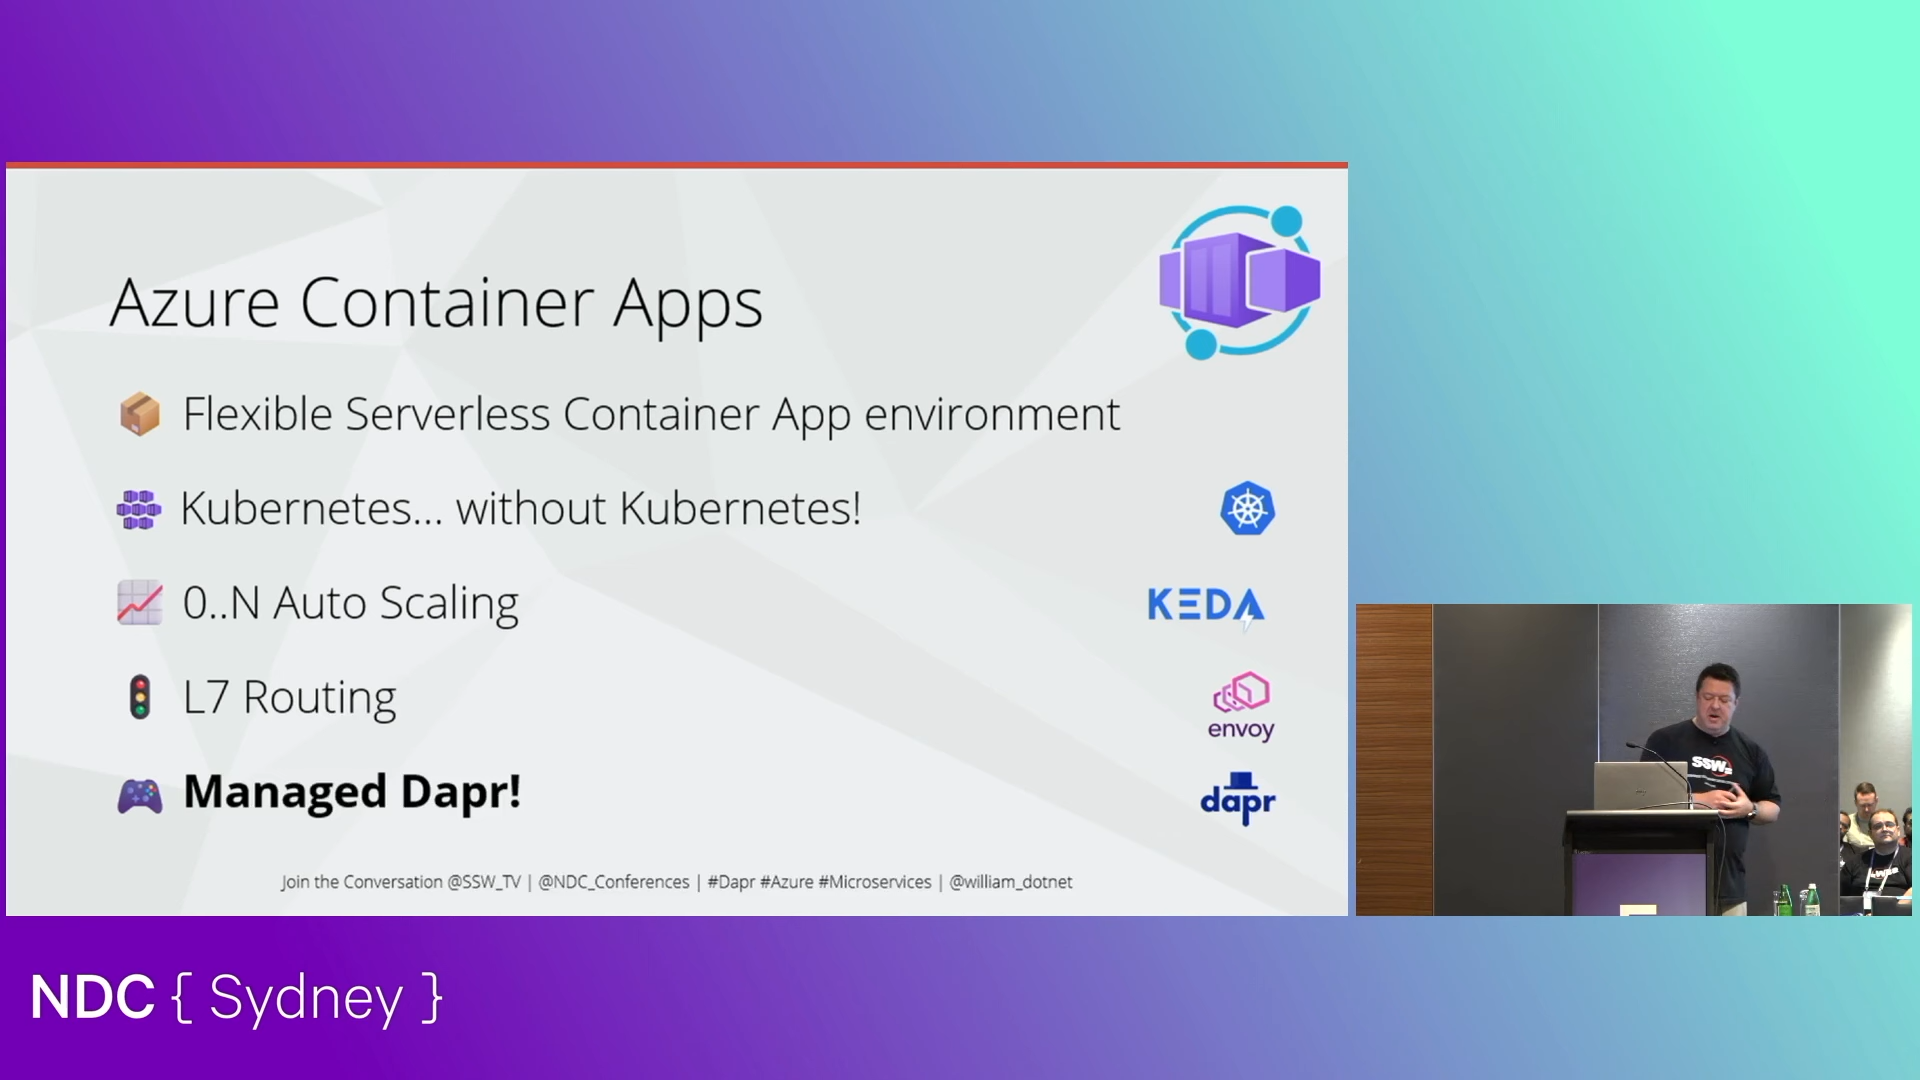 Azure Container Apps
Flexible Serverless Container App environment
Kubernetes... without Kubernetes!
0..N Auto Scaling
KEDA
L7 Routing
envoy
Managed Dapr!
dapr
Join the Conversation @SSW_TV | @NDC_Conferences | #Dapr #Azure #Microservices | @william_dotnet
SSW
NDC { Sydney }